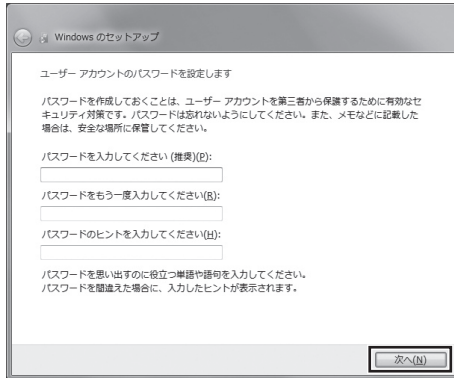 Windows のセットアップ
ユーザー アカウントのパスワードを設定します
パスワードを作成しておくことは、ユーザー アカウントを第三者から保護するために有効なセ
キュリティ対策です。パスワードは忘れないようにしてください。また、メモなどに記載した
場合は、安全な場所に保管してください。
パスワードを入力してください (推奨)(P):
パスワードをもう一度入力してください(R):
パスワードのヒントを入力してください(H):
パスワードを思い出すのに役立つ単語や語句を入力してください。
パスワードを間違えた場合に、入力したヒントが表示されます。
次へ(N)